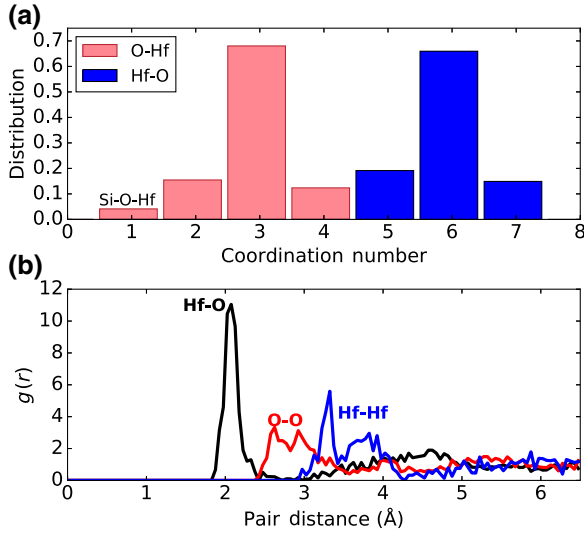 (a)
0.7
0.6
0.5
0.4
0.3
0.2
0.1
0.0
Distribution
O-Hf
Hf-O
Si-O-Hf
0 1 2 3 4 5 6 7 8
Coordination number
(b)
12
10
8
6
4
2
0
g(r)
Hf-O
O-O
Hf-Hf
0 1 2 3 4 5 6
Pair distance (Å)